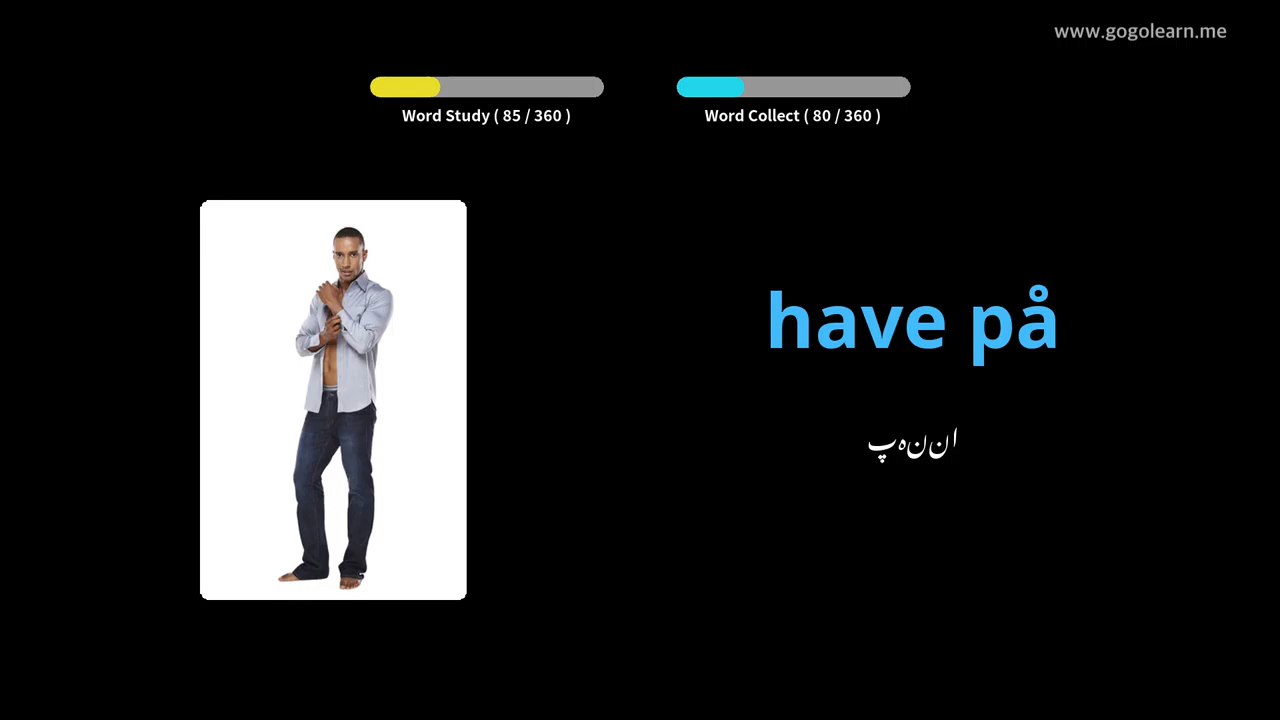 www.gogolearn.me
Word Study ( 85 / 360 )
Word Collect ( 80 / 360 )
have på
پہننا